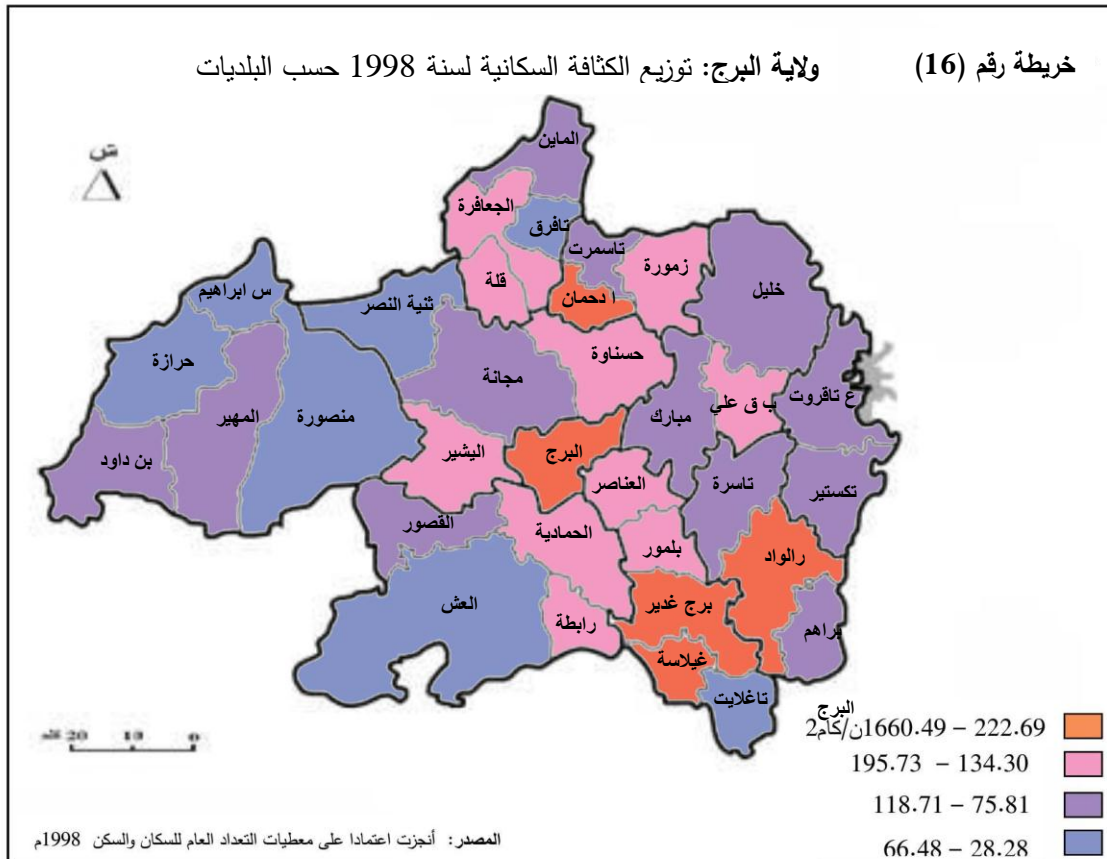 خريطة رقم (16)
ولاية البرج: توزيع الكثافة السكانية لسنة 1998 حسب البلديات
ش
الماين
الجعافرة
تافرق
تاسمرت
زمورة
خليل
قلة
ا دحمان
ثنية النصر
س ابراهيم
حرازة
حسناوة
مجانة
ع تاقروت
ب ق علي
مبارك
المهير
منصورة
بن داود
اليشير
البرج
العناصر
تاسرة
تكستير
القصور
الحمادية
بلمور
رالواد
العش
رابطة
برج غدير
براهم
غيلاسة
تاغلايت
البرج
222.69 – 1660.49ن/كام2
134.30 – 195.73
75.81 – 118.71
28.28 – 66.48
0 10 20 كلم
المصدر: أنجزت اعتمادا على معطيات التعداد العام للسكان والسكن 1998م